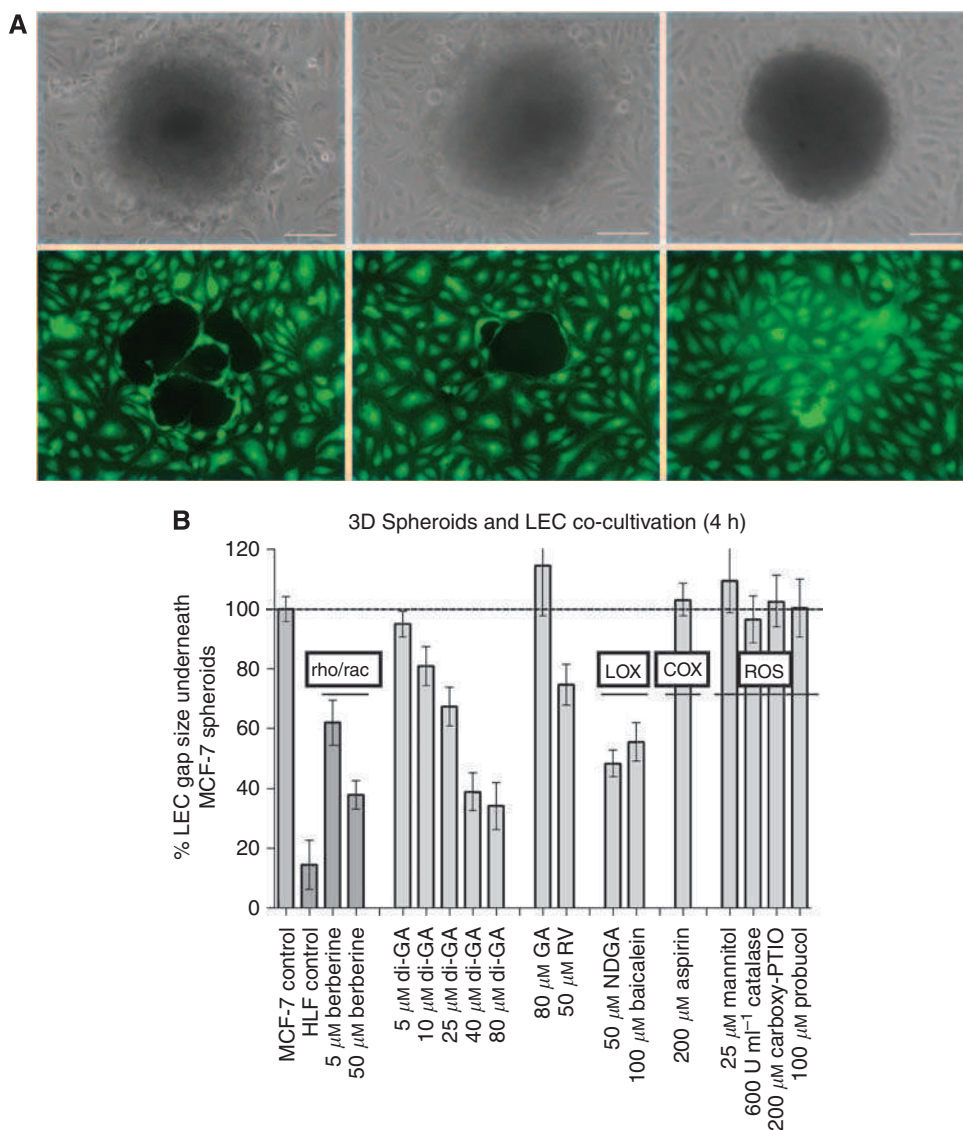 A
B
3D Spheroids and LEC co-cultivation (4 h)
% LEC gap size underneath
MCF-7 spheroids
120
100
80
60
40
20
0
rho/rac
LOX
COX
ROS
MCF-7 control
HLF control
5 μM berberine
50 μM berberine
5 μM di-GA
10 μM di-GA
25 μM di-GA
40 μM di-GA
80 μM di-GA
80 μM GA
50 μM RV
50 μM NDGA
100 μM baicalein
200 μM aspirin
25 μM mannitol
600 U ml⁻¹ catalase
200 μM carboxy-PTIO
100 μM probucol